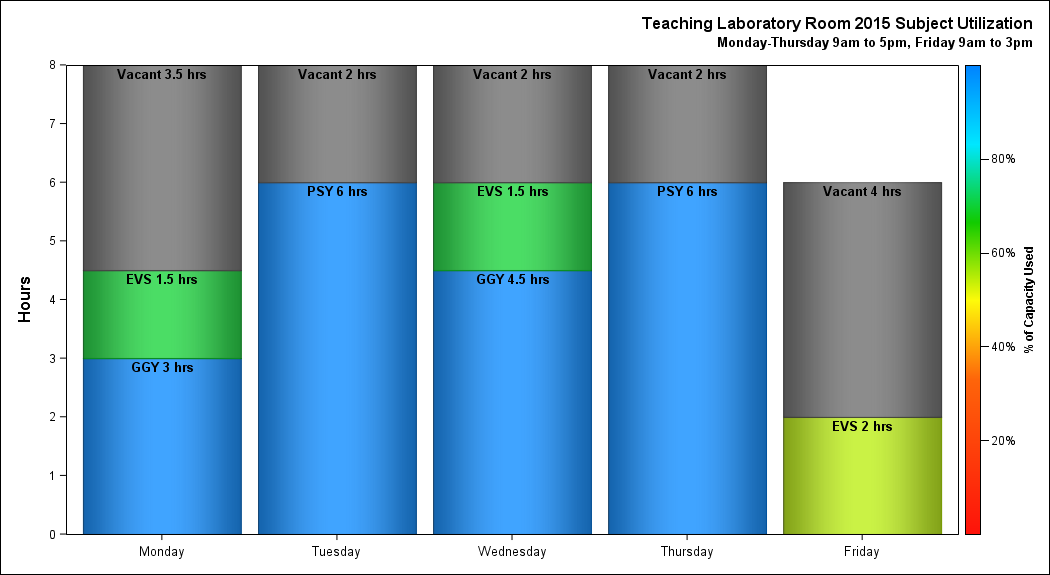 Teaching Laboratory Room 2015 Subject Utilization
Monday-Thursday 9am to 5pm, Friday 9am to 3pm
8
7
6
5
4
3
2
1
0
Hours
Vacant 3.5 hrs
EVS 1.5 hrs
GGY 3 hrs
Vacant 2 hrs
PSY 6 hrs
Vacant 2 hrs
EVS 1.5 hrs
GGY 4.5 hrs
Vacant 2 hrs
PSY 6 hrs
Vacant 4 hrs
EVS 2 hrs
Monday
Tuesday
Wednesday
Thursday
Friday
80%
60%
40%
20%
% of Capacity Used